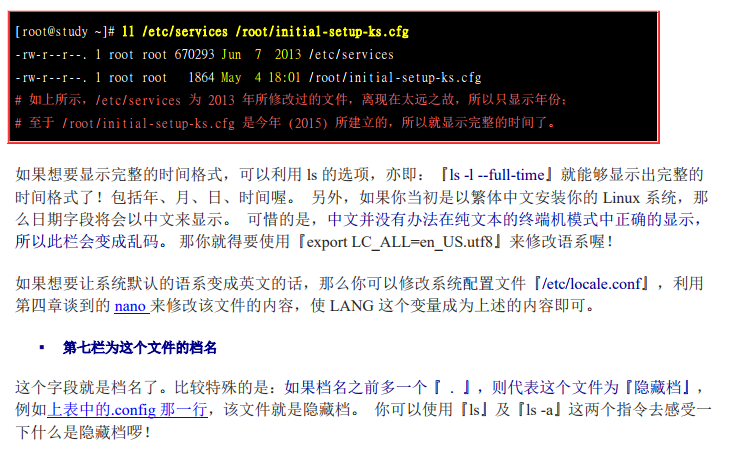 [root@study ~]# ll /etc/services /root/initial-setup-ks.cfg
-rw-r--r--. 1 root root 670293 Jun  7  2013 /etc/services
-rw-r--r--. 1 root root   1864 May  4 18:01 /root/initial-setup-ks.cfg
# 如上所示，/etc/services 为 2013 年所修改过的文件，离现在太远之故，所以只显示年份；
# 至于 /root/initial-setup-ks.cfg 是今年 (2015) 所建立的，所以就显示完整的时间了。
如果想要显示完整的时间格式，可以利用 ls 的选项，亦即：『ls -l --full-time』就能够显示出完整的
时间格式了！包括年、月、日、时间喔。 另外，如果你当初是以繁体中文安装你的 Linux 系统，那
么日期字段将会以中文来显示。 可惜的是，中文并没有办法在纯文本的终端机模式中正确的显示，
所以此栏会变成乱码。 那你就得要使用『export LC_ALL=en_US.utf8』来修改语系喔！
如果想要让系统默认的语系变成英文的话，那么你可以修改系统配置文件『/etc/locale.conf』，利用
第四章谈到的 nano 来修改该文件的内容，使 LANG 这个变量成为上述的内容即可。
▪ 第七栏为这个文件的档名
这个字段就是档名了。比较特殊的是：如果档名之前多一个『 . 』，则代表这个文件为『隐藏档』，
例如上表中的.config 那一行，该文件就是隐藏档。 你可以使用『ls』及『ls -a』这两个指令去感受一
下什么是隐藏档啰！